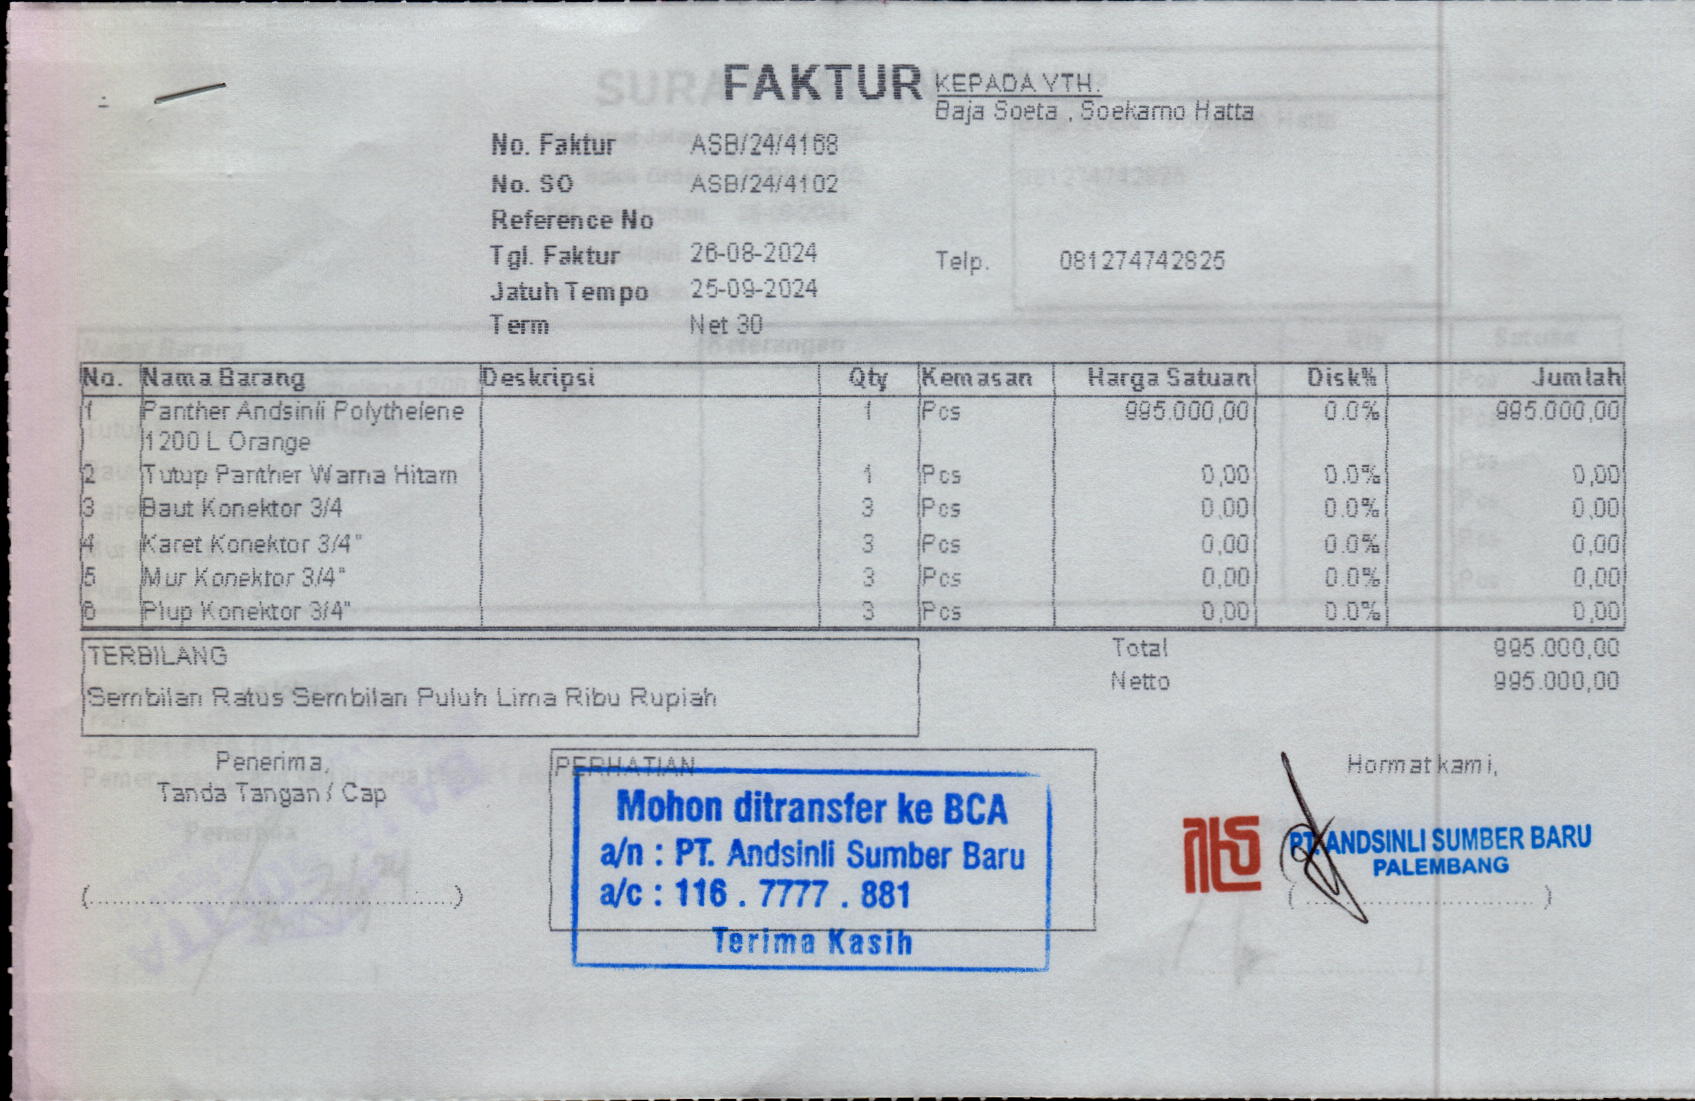 FAKTUR
KEPADA YTH.
Baja Soeta , Soekarno Hatta
No. Faktur ASB/24/4168
No. SO ASB/24/4102
Reference No
Tgl. Faktur 26-08-2024
Telp. 081274742825
Jatuh Tempo 25-09-2024
Term Net 30
No. Nama Barang Deskripsi Qty Kemasan Harga Satuan Disk% Jumlah
1 Panther Andsinli Polythelene 1 Pcs 995.000,00 0.0% 995.000,00
1200 L Orange
2 Tutup Panther Warna Hitam 1 Pcs 0,00 0.0% 0,00
3 Baut Konektor 3/4 3 Pcs 0,00 0.0% 0,00
4 Karet Konektor 3/4" 3 Pcs 0,00 0.0% 0,00
5 Mur Konektor 3/4" 3 Pcs 0,00 0.0% 0,00
6 Plup Konektor 3/4" 3 Pcs 0,00 0.0% 0,00
TERBILANG
Sembilan Ratus Sembilan Puluh Lima Ribu Rupiah
Total 995.000,00
Netto 995.000,00
Penerima,
Tanda Tangan / Cap
(..........................................)
PERHATIAN
Mohon ditransfer ke BCA
a/n : PT. Andsinli Sumber Baru
a/c : 116 . 7777 . 881
Terima Kasih
Hormat kami,
PT. ANDSINLI SUMBER BARU
PALEMBANG
(..............................)